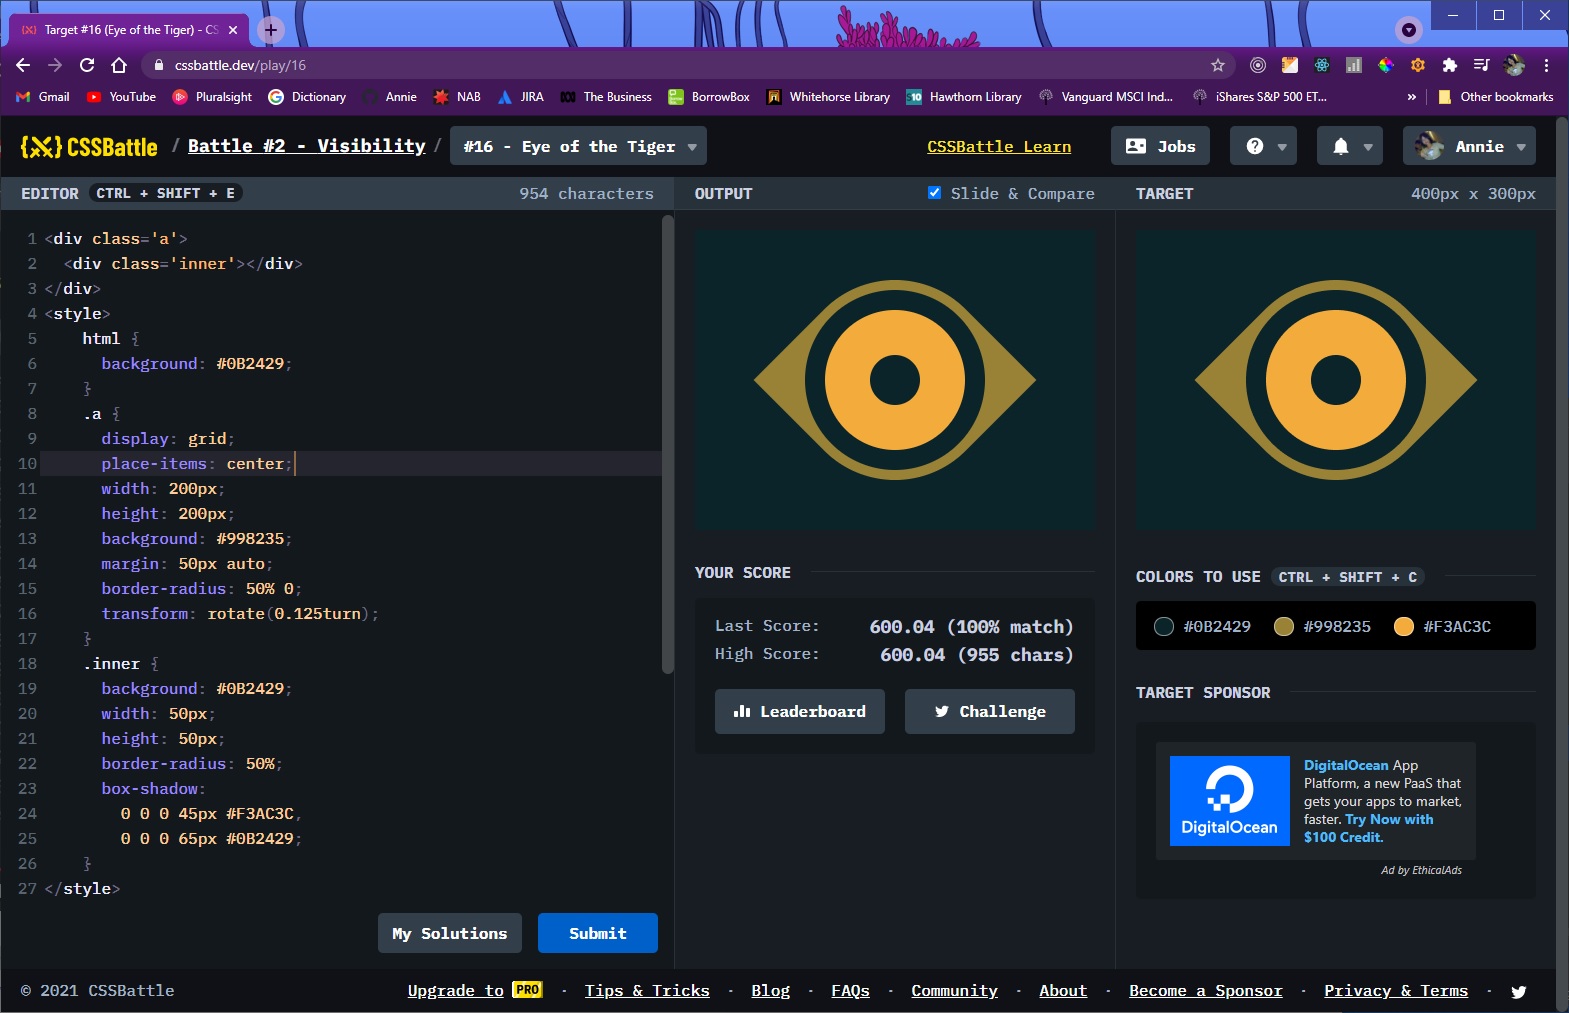 Target #16 (Eye of the Tiger) - CS
cssbattle.dev/play/16
Gmail YouTube Pluralsight Dictionary Annie NAB JIRA The Business BorrowBox Whitehorse Library Hawthorn Library Vanguard MSCI Ind... iShares S&P 500 ET... » Other bookmarks
{X} CSSBattle / Battle #2 - Visibility / #16 - Eye of the Tiger CSSBattle Learn Jobs Annie
EDITOR CTRL + SHIFT + E 954 characters OUTPUT Slide & Compare TARGET 400px x 300px
1 <div class='a'>
2 <div class='inner'></div>
3 </div>
4 <style>
5 html {
6 background: #0B2429;
7 }
8 .a {
9 display: grid;
10 place-items: center;
11 width: 200px;
12 height: 200px;
13 background: #998235;
14 margin: 50px auto;
15 border-radius: 50% 0;
16 transform: rotate(0.125turn);
17 }
18 .inner {
19 background: #0B2429;
20 width: 50px;
21 height: 50px;
22 border-radius: 50%;
23 box-shadow:
24 0 0 0 45px #F3AC3C,
25 0 0 0 65px #0B2429;
26 }
27 </style>
My Solutions Submit
YOUR SCORE
Last Score: 600.04 (100% match)
High Score: 600.04 (955 chars)
Leaderboard Challenge
COLORS TO USE CTRL + SHIFT + C
#0B2429 #998235 #F3AC3C
TARGET SPONSOR
DigitalOcean
DigitalOcean App
Platform, a new PaaS that
gets your apps to market,
faster. Try Now with
$100 Credit.
Ad by EthicalAds
© 2021 CSSBattle Upgrade to PRO · Tips & Tricks · Blog · FAQs · Community · About · Become a Sponsor · Privacy & Terms ·